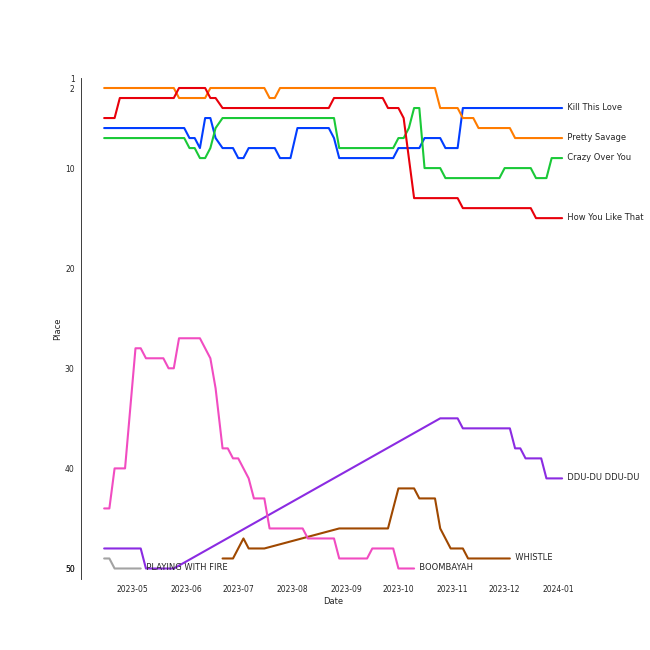 1
2
Kill This Love
Pretty Savage
Crazy Over You
10
How You Like That
20
Place
30
40
DDU-DU DDU-DU
WHISTLE
50
PLAYING WITH FIRE
BOOMBAYAH
2023-05
2023-06
2023-07
2023-08
2023-09
2023-10
2023-11
2023-12
2024-01
Date